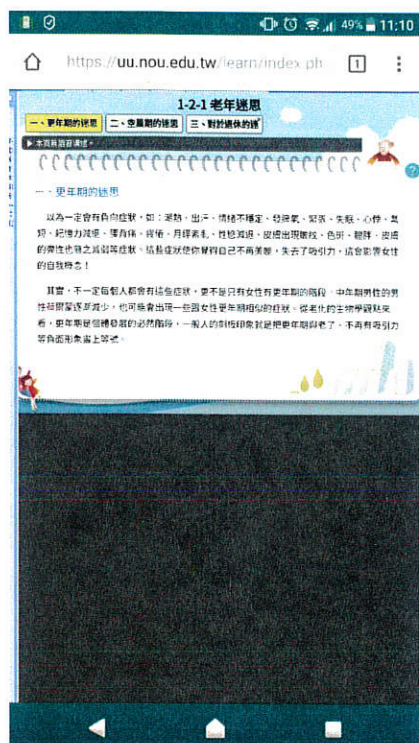 49% 11:10
https://uu.nou.edu.tw/learn/index.ph 1
1-2-1 老年迷思
一、更年期的迷思 二、空巢期的迷思 三、對於退休的迷
一、更年期的迷思
以為一定會有負向症狀，如：潮熱、出汗、情緒不穩定、發脾氣、緊張、失眠、心悸、氣
短、記憶力減退、腰背痛、疲倦、月經紊亂、性慾減退、皮膚出現皺紋、色斑、鬆胖、皮膚
的彈性也隨之減弱等症狀。這些症狀使你覺得自己不再美麗，失去了吸引力，這會影響女性
的自我概念！
其實，不一定每個人都會有這些症狀，更不是只有女性有更年期的階段，中年期男性的男
性荷爾蒙逐漸減少，也可能會出現一些跟女性更年期相似的症狀。從老化的生物學觀點來
看，更年期是個體發展的必然階段，一般人的刻板印象就是把更年期與老了、不再有吸引力
等負面形象畫上等號。